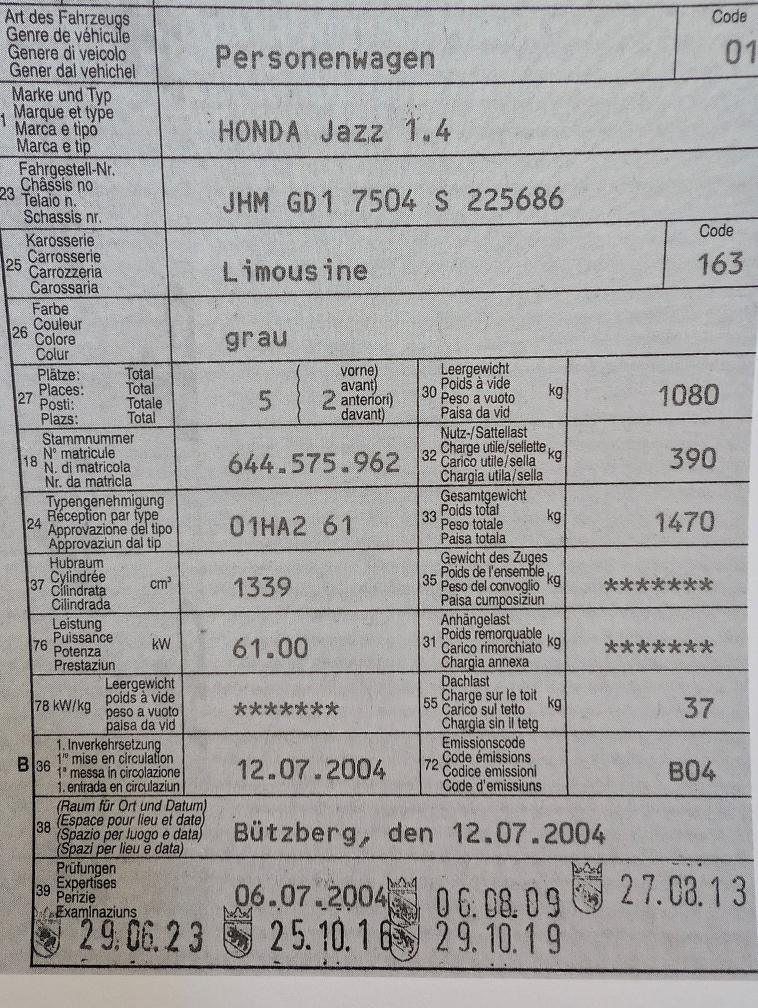 Art des Fahrzeugs
Genre de véhicule
Genere di veicolo
Gener dal vehichel
Personenwagen
Code
01
1
Marke und Typ
Marque et type
Marca e tipo
Marca e tip
HONDA Jazz 1.4
23
Fahrgestell-Nr.
Châssis no
Telaio n.
Schassis nr.
JHM GD1 7504 S 225686
25
Karosserie
Carrosserie
Carrozzeria
Carossaria
Limousine
Code
163
26
Farbe
Couleur
Colore
Colur
grau
27
Plätze: Total
Places: Total
Posti: Totale
Plazs: Total
5 ( 2
vorne)
avant)
anteriori)
davant)
30
Leergewicht
Poids à vide
Peso a vuoto
Paisa da vid
kg
1080
18
Stammnummer
N° matricule
N. di matricola
Nr. da matricla
644.575.962
32
Nutz-/Sattellast
Charge utile/sellette
Carico utile/sella
Chargia utila/sella
kg
390
24
Typengenehmigung
Réception par type
Approvazione del tipo
Approvaziun dal tip
01HA2 61
33
Gesamtgewicht
Poids total
Peso totale
Paisa totala
kg
1470
37
Hubraum
Cylindrée
Cilindrata
Cilindrada
cm³
1339
35
Gewicht des Zuges
Poids de l'ensemble
Peso del convoglio
Paisa cumposiziun
kg
*******
76
Leistung
Puissance
Potenza
Prestaziun
kW
61.00
31
Anhängelast
Poids remorquable
Carico rimorchiato
Chargia annexa
kg
*******
78 kW/kg
Leergewicht
poids à vide
peso a vuoto
paisa da vid
*******
55
Dachlast
Charge sur le toit
Carico sul tetto
Chargia sin il tetg
kg
37
B 36
1. Inverkehrsetzung
1re mise en circulation
1a messa in circolazione
1. entrada en circulaziun
12.07.2004
72
Emissionscode
Code émissions
Codice emissioni
Code d'emissiuns
B04
38
(Raum für Ort und Datum)
(Espace pour lieu et date)
(Spazio per luogo e data)
(Spazi per lieu e data)
Bützberg, den 12.07.2004
39
Prüfungen
Expertises
Perizie
Examinaziuns
06.07.2004 06.08.09 27.08.13
29.06.23 25.10.16 29.10.19